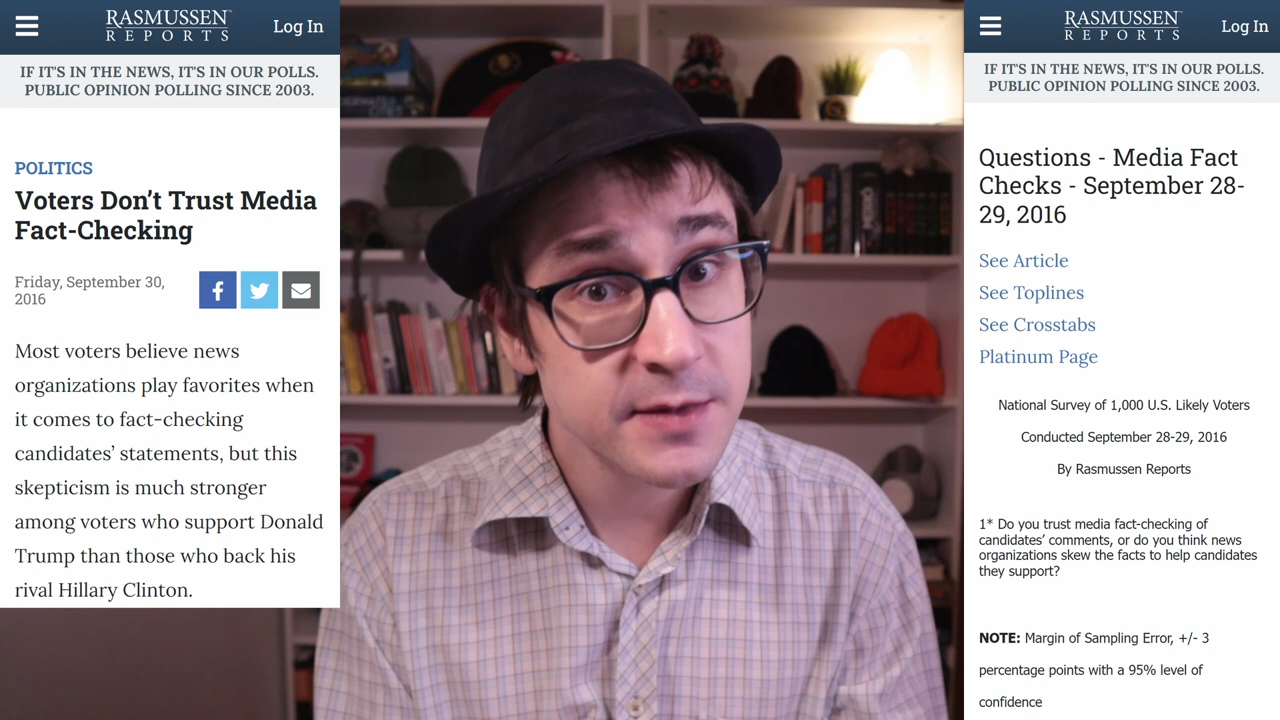 RASMUSSEN
REPORTS
Log In
IF IT'S IN THE NEWS, IT'S IN OUR POLLS.
PUBLIC OPINION POLLING SINCE 2003.
POLITICS
Voters Don’t Trust Media
Fact-Checking
Friday, September 30,
2016
Most voters believe news
organizations play favorites when
it comes to fact-checking
candidates’ statements, but this
skepticism is much stronger
among voters who support Donald
Trump than those who back his
rival Hillary Clinton.
RASMUSSEN
REPORTS
Log In
IF IT'S IN THE NEWS, IT'S IN OUR POLLS.
PUBLIC OPINION POLLING SINCE 2003.
Questions - Media Fact
Checks - September 28-
29, 2016
See Article
See Toplines
See Crosstabs
Platinum Page
National Survey of 1,000 U.S. Likely Voters
Conducted September 28-29, 2016
By Rasmussen Reports
1* Do you trust media fact-checking of
candidates’ comments, or do you think news
organizations skew the facts to help candidates
they support?
NOTE: Margin of Sampling Error, +/- 3
percentage points with a 95% level of
confidence